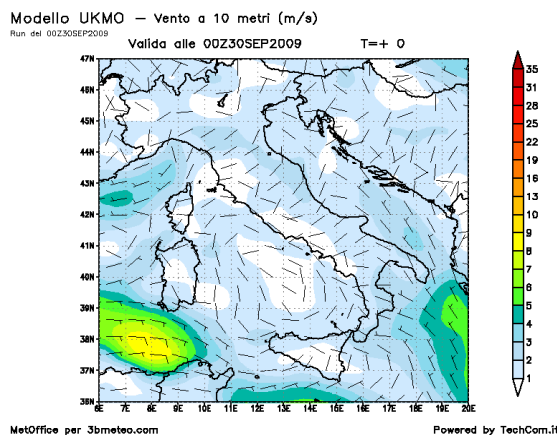 Modello UKMO – Vento a 10 metri (m/s)
Run del 00Z30SEP2009
Valida alle 00Z30SEP2009 T=+ 0
47N
46N
45N
44N
43N
42N
41N
40N
39N
38N
37N
36N
6E 7E 8E 9E 10E 11E 12E 13E 14E 15E 16E 17E 18E 19E 20E
35
31
28
25
22
19
16
13
10
9
8
7
6
5
4
3
2
1
MetOffice per 3bmeteo.com
Powered by TechCom.it